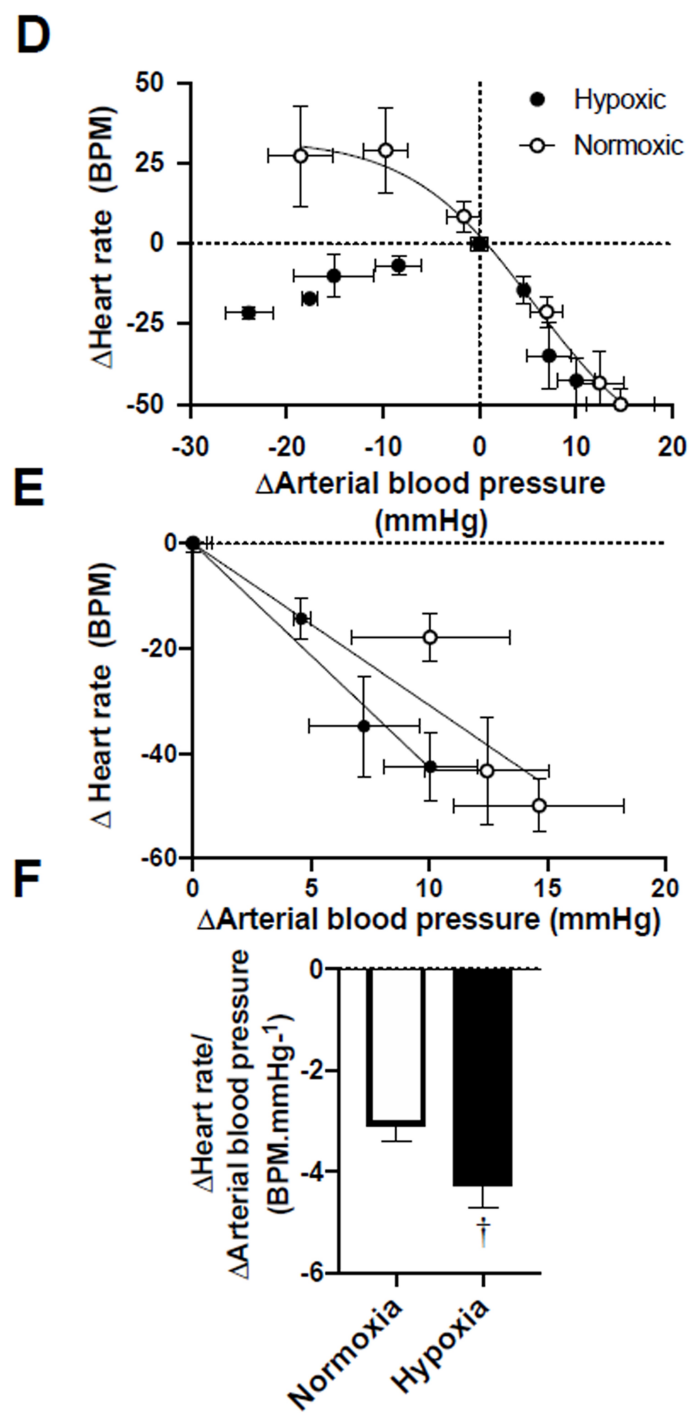 D
ΔHeart rate (BPM)
50
25
0
-25
-50
-30
-20
-10
0
10
20
Hypoxic
Normoxic
ΔArterial blood pressure
(mmHg)
E
Δ Heart rate (BPM)
0
-20
-40
-60
0
5
10
15
20
ΔArterial blood pressure (mmHg)
F
ΔHeart rate/
ΔArterial blood pressure
(BPM.mmHg-1)
0
-2
-4
-6
†
Normoxia
Hypoxia